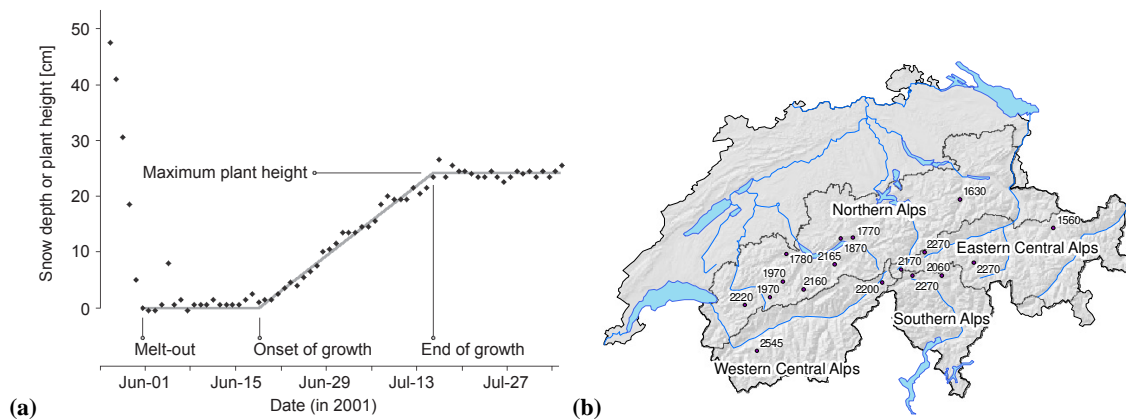 50
40
30
20
10
0
Snow depth or plant height [cm]
Maximum plant height
Melt-out
Onset of growth
End of growth
Jun-01
Jun-15
Jun-29
Jul-13
Jul-27
Date (in 2001)
(a)
1630
Northern Alps
1560
1770
2270
Eastern Central Alps
1780
2165
1870
2170
2060
2270
1970
2160
2200
2270
1970
2220
Southern Alps
2545
Western Central Alps
(b)